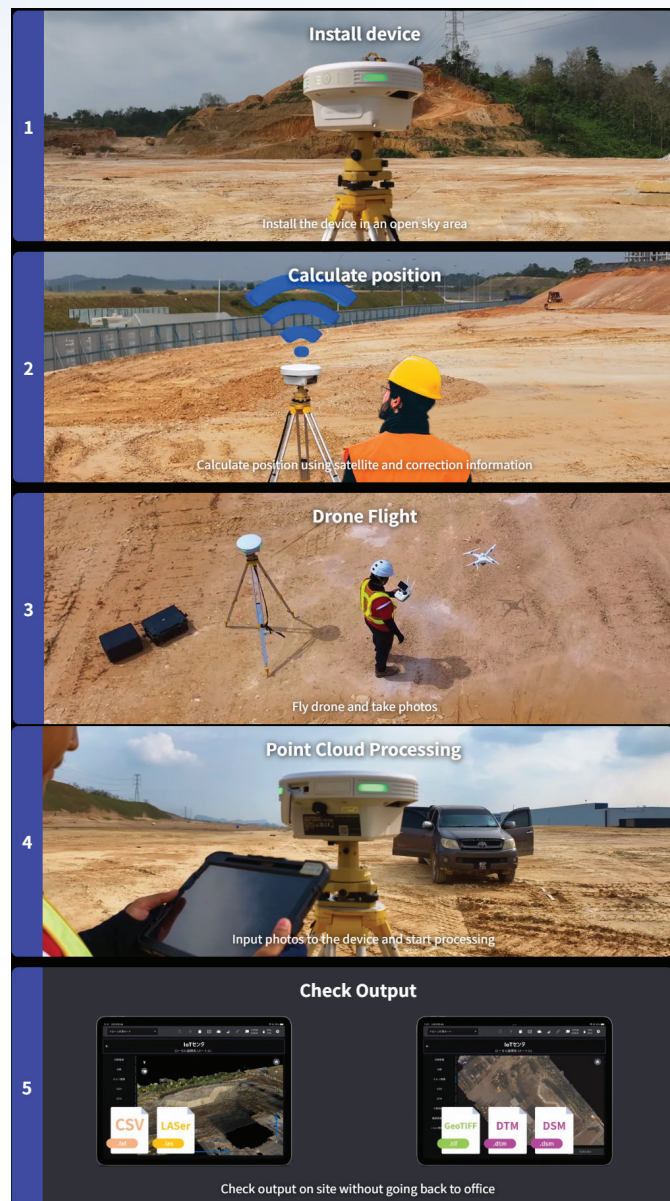 Install device
1
Install the device in an open sky area
Calculate position
2
Calculate position using satellite and correction information
Drone Flight
3
Fly drone and take photos
Point Cloud Processing
4
Input photos to the device and start processing
Check Output
5
IoTセンタ
IoTセンタ
CSV
LASer
.las
GeoTIFF
.tif
DTM
.dtm
DSM
.dsm
Check output on site without going back to office